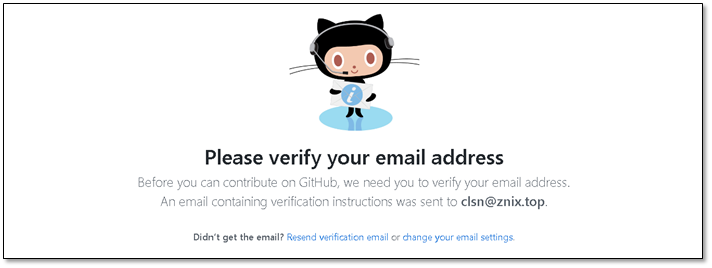 i
Please verify your email address
Before you can contribute on GitHub, we need you to verify your email address.
An email containing verification instructions was sent to clsn@znix.top.
Didn't get the email? Resend verification email or change your email settings.